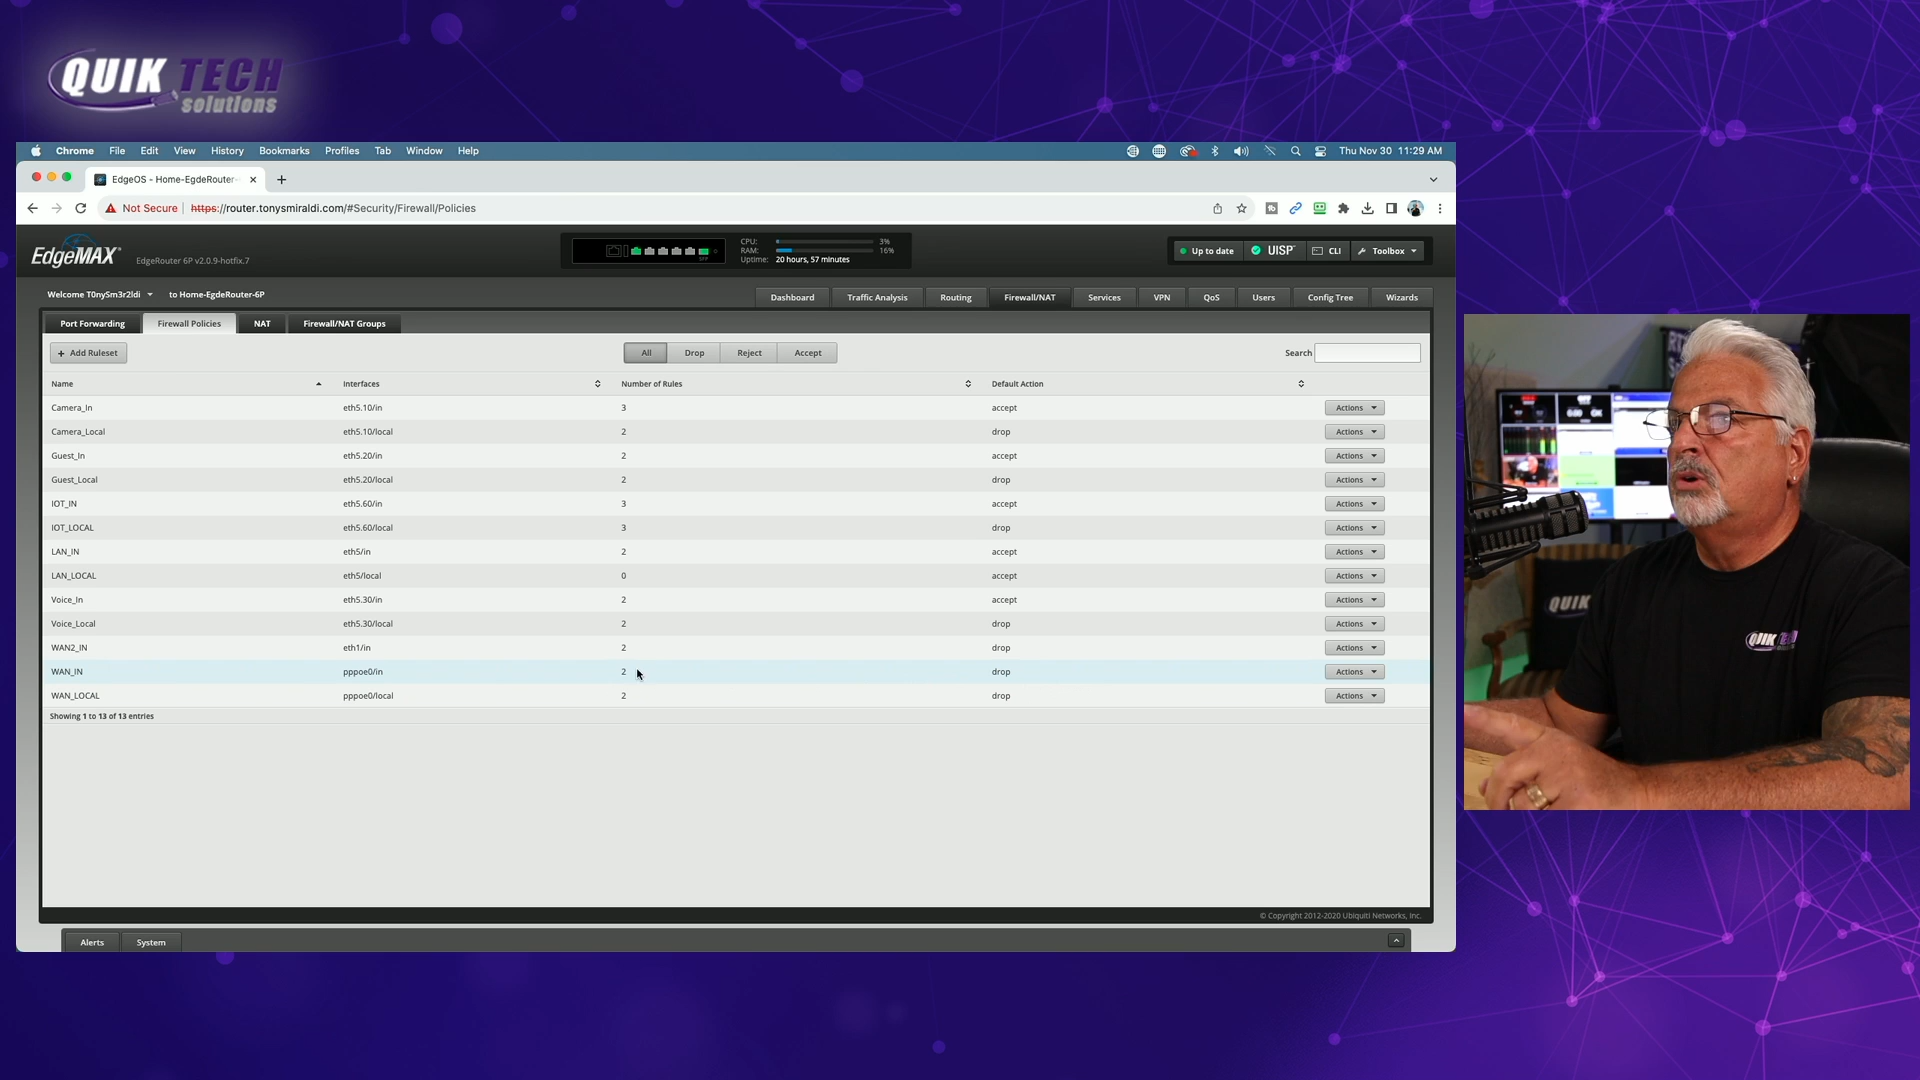 QUIK TECH
solutions
Chrome File Edit View History Bookmarks Profiles Tab Window Help Thu Nov 30 11:29 AM
EdgeOS - Home-EgdeRouter-
Not Secure https://router.tonysmiraldi.com/#Security/Firewall/Policies
EdgeMAX EdgeRouter 6P v2.0.9-hotfix.7
CPU: 3%
RAM: 16%
Uptime: 20 hours, 57 minutes
SFP
Up to date UISP CLI Toolbox
Welcome T0nySm3r2ldi to Home-EgdeRouter-6P
Dashboard Traffic Analysis Routing Firewall/NAT Services VPN QoS Users Config Tree Wizards
Port Forwarding Firewall Policies NAT Firewall/NAT Groups
+ Add Ruleset All Drop Reject Accept Search
Name Interfaces Number of Rules Default Action
Camera_In eth5.10/in 3 accept Actions
Camera_Local eth5.10/local 2 drop Actions
Guest_In eth5.20/in 2 accept Actions
Guest_Local eth5.20/local 2 drop Actions
IOT_IN eth5.60/in 3 accept Actions
IOT_LOCAL eth5.60/local 3 drop Actions
LAN_IN eth5/in 2 accept Actions
LAN_LOCAL eth5/local 0 accept Actions
Voice_In eth5.30/in 2 accept Actions
Voice_Local eth5.30/local 2 drop Actions
WAN2_IN eth1/in 2 drop Actions
WAN_IN pppoe0/in 2 drop Actions
WAN_LOCAL pppoe0/local 2 drop Actions
Showing 1 to 13 of 13 entries
© Copyright 2012-2020 Ubiquiti Networks, Inc.
Alerts System
QUIK
QUIK